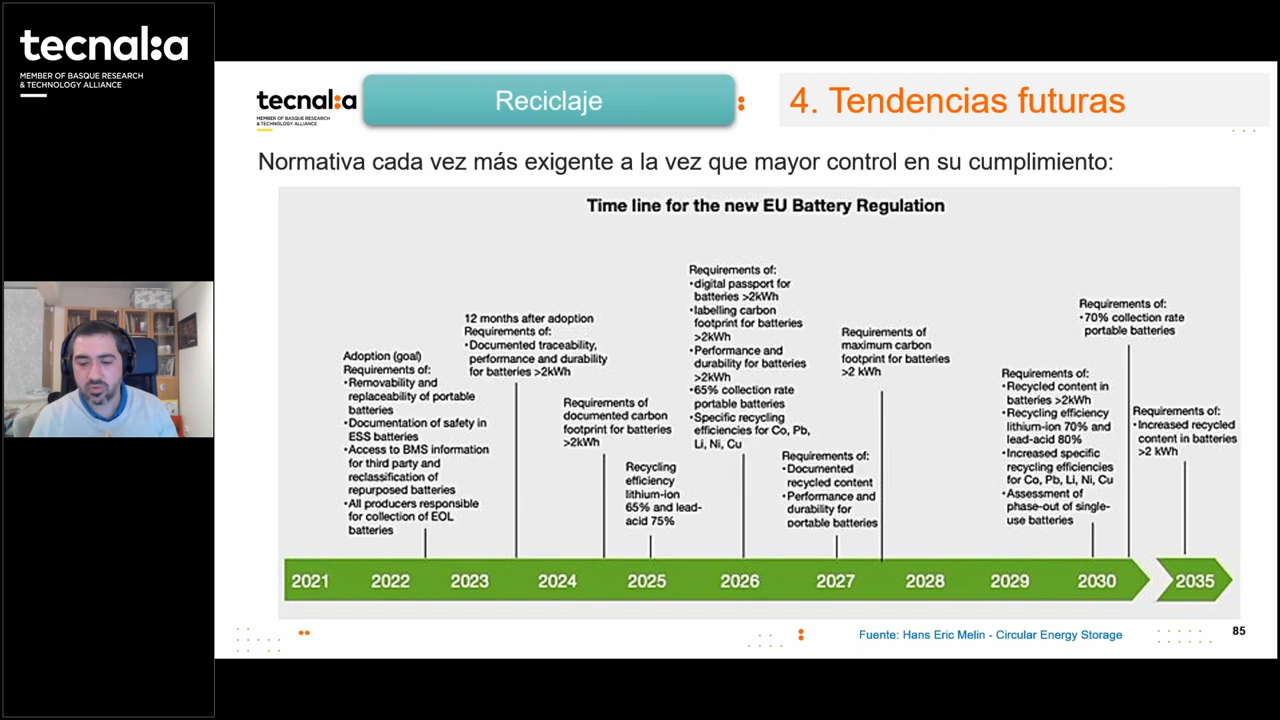 tecnal:a
MEMBER OF BASQUE RESEARCH
& TECHNOLOGY ALLIANCE
tecnal:a
MEMBER OF BASQUE RESEARCH
& TECHNOLOGY ALLIANCE
Reciclaje
4. Tendencias futuras
Normativa cada vez más exigente a la vez que mayor control en su cumplimiento:
Time line for the new EU Battery Regulation
Adoption (goal)
Requirements of:
•Removability and
replaceability of portable
batteries
•Documentation of safety in
ESS batteries
•Access to BMS information
for third party and
reclassification of
repurposed batteries
•All producers responsible
for collection of EOL
batteries
12 months after adoption
Requirements of:
•Documented traceability,
performance and durability
for batteries >2kWh
Requirements of
documented carbon
footprint for batteries
>2kWh
Recycling
efficiency
lithium-ion
65% and lead-
acid 75%
Requirements of:
•digital passport for
batteries >2kWh
•labelling carbon
footprint for batteries
>2kWh
•Performance and
durability for batteries
>2kWh
•65% collection rate
portable batteries
•Specific recycling
efficiencies for Co, Pb,
Li, Ni, Cu
Requirements of:
•Documented
recycled content
•Performance and
durability for
portable batteries
Requirements of
maximum carbon
footprint for batteries
>2 kWh
Requirements of:
•Recycled content in
batteries >2kWh
•Recycling efficiency
lithium-ion 70% and
lead-acid 80%
•Increased specific
recycling efficiencies
for Co, Pb, Li, Ni, Cu
•Assessment of
phase-out of single-
use batteries
Requirements of:
•70% collection rate
portable batteries
Requirements of:
•Increased recycled
content in batteries
>2 kWh
2021 2022 2023 2024 2025 2026 2027 2028 2029 2030 2035
Fuente: Hans Eric Melin - Circular Energy Storage
85